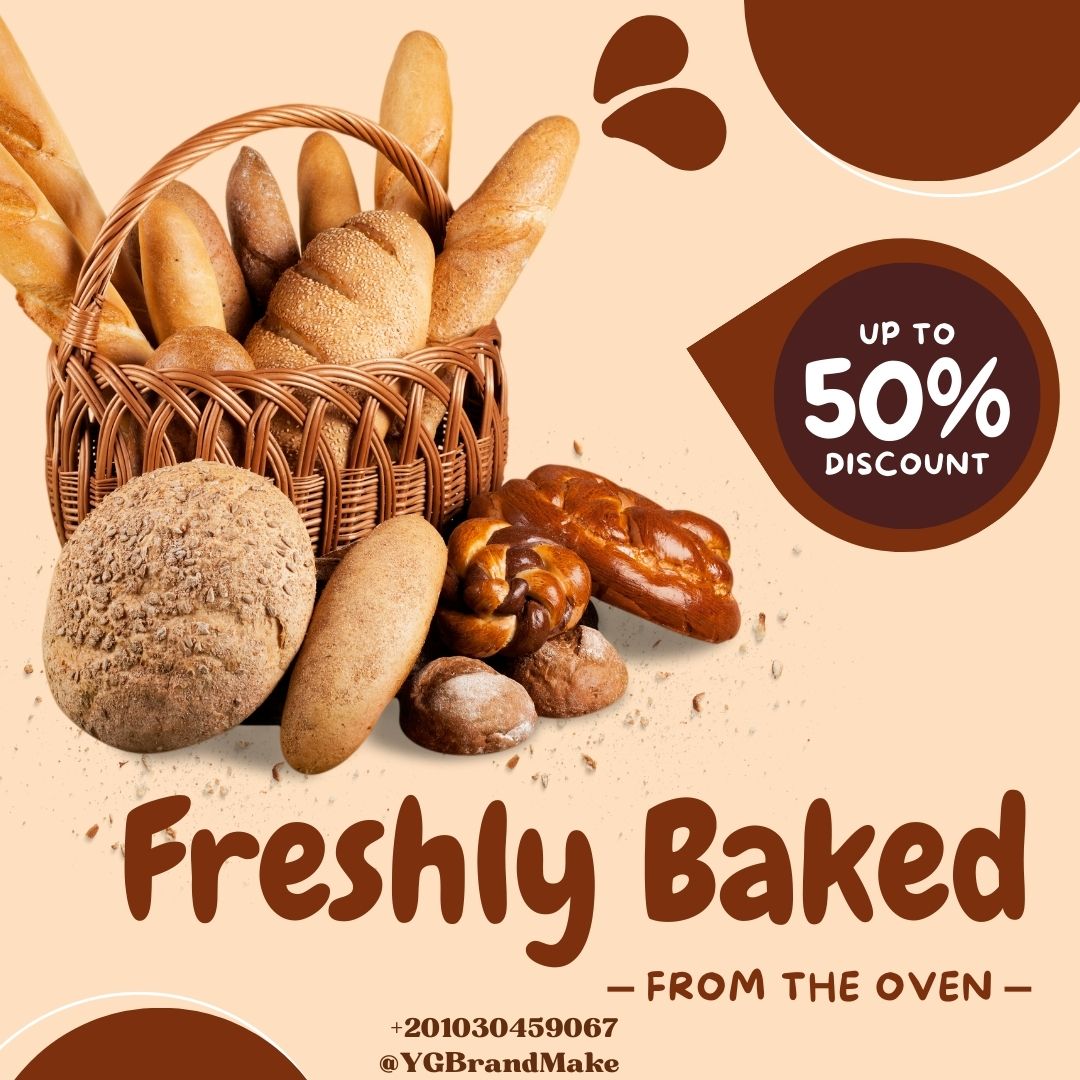 UP TO
50%
DISCOUNT
Freshly Baked
– FROM THE OVEN –
+201030459067
@YGBrandMake